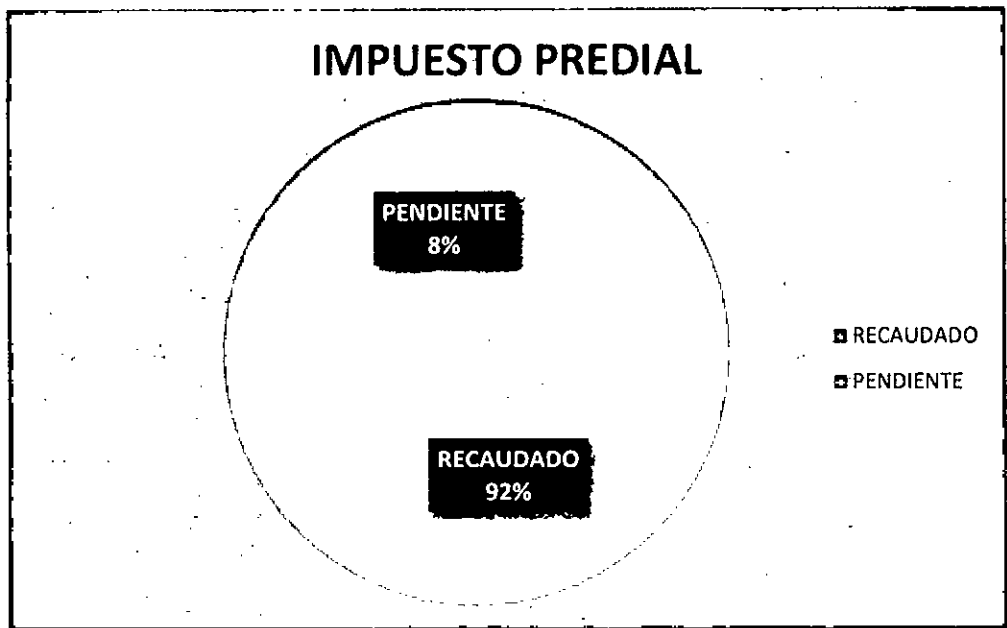 IMPUESTO PREDIAL
PENDIENTE
8%
RECAUDADO
92%
RECAUDADO
PENDIENTE